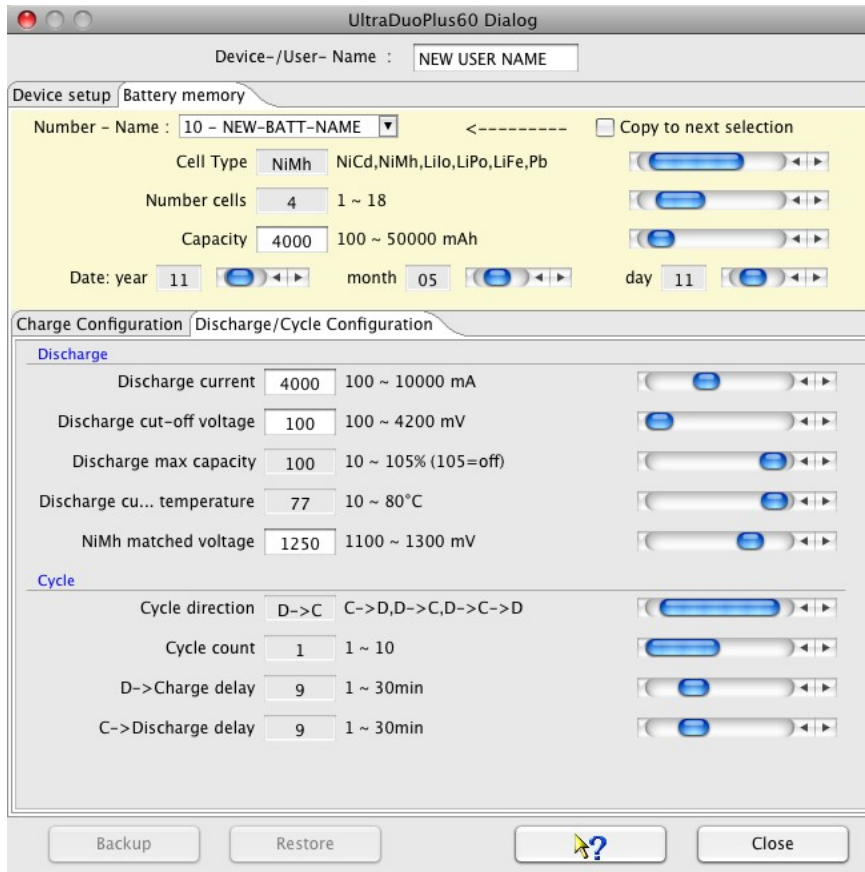 UltraDuoPlus60 Dialog
Device-/User- Name : NEW USER NAME
Device setup Battery memory
Number - Name : 10 - NEW-BATT-NAME <--------- Copy to next selection
Cell Type NiMh NiCd,NiMh,LiIo,LiPo,LiFe,Pb
Number cells 4 1 ~ 18
Capacity 4000 100 ~ 50000 mAh
Date: year 11 month 05 day 11
Charge Configuration Discharge/Cycle Configuration
Discharge
Discharge current 4000 100 ~ 10000 mA
Discharge cut-off voltage 100 100 ~ 4200 mV
Discharge max capacity 100 10 ~ 105% (105=off)
Discharge cu... temperature 77 10 ~ 80°C
NiMh matched voltage 1250 1100 ~ 1300 mV
Cycle
Cycle direction D->C C->D,D->C,D->C->D
Cycle count 1 1 ~ 10
D->Charge delay 9 1 ~ 30min
C->Discharge delay 9 1 ~ 30min
Backup Restore ? Close